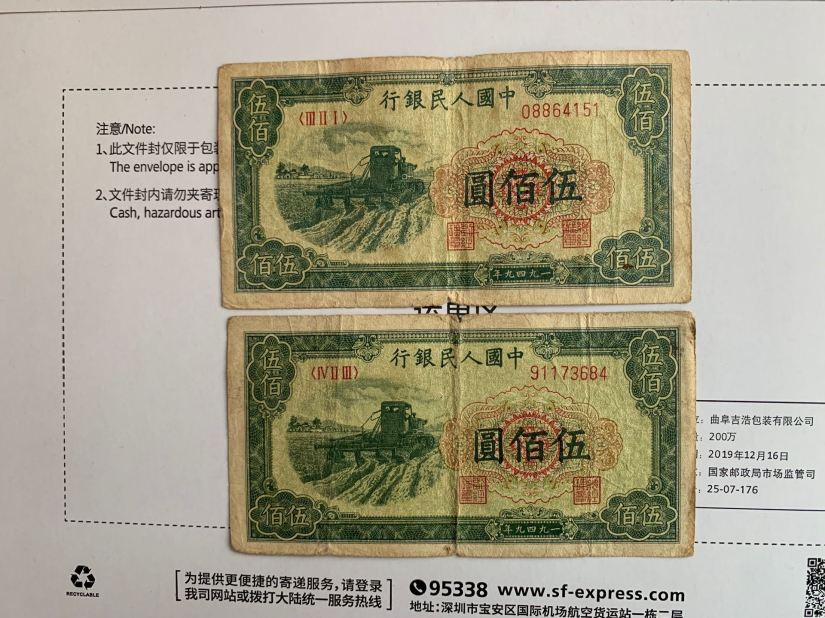 注意/Note:
1、此文件封仅限于包装
The envelope is app
2、文件封内请勿夹寄现
Cash, hazardous art
伍佰
中國人民銀行
伍佰
〈III II I〉
08864151
伍佰圓
伍佰
一九四九年
伍佰
伍佰
中國人民銀行
伍佰
〈IV II III〉
91173684
伍佰圓
伍佰
一九四九年
伍佰
：曲阜吉浩包装有限公司
：200万
：2019年12月16日
：国家邮政局市场监管司
：25-07-176
RECYCLABLE
为提供更便捷的寄递服务，请登录
我司网站或拨打大陆统一服务热线
95338 www.sf-express.com
地址：深圳市宝安区国际机场航空货运站一栋二层